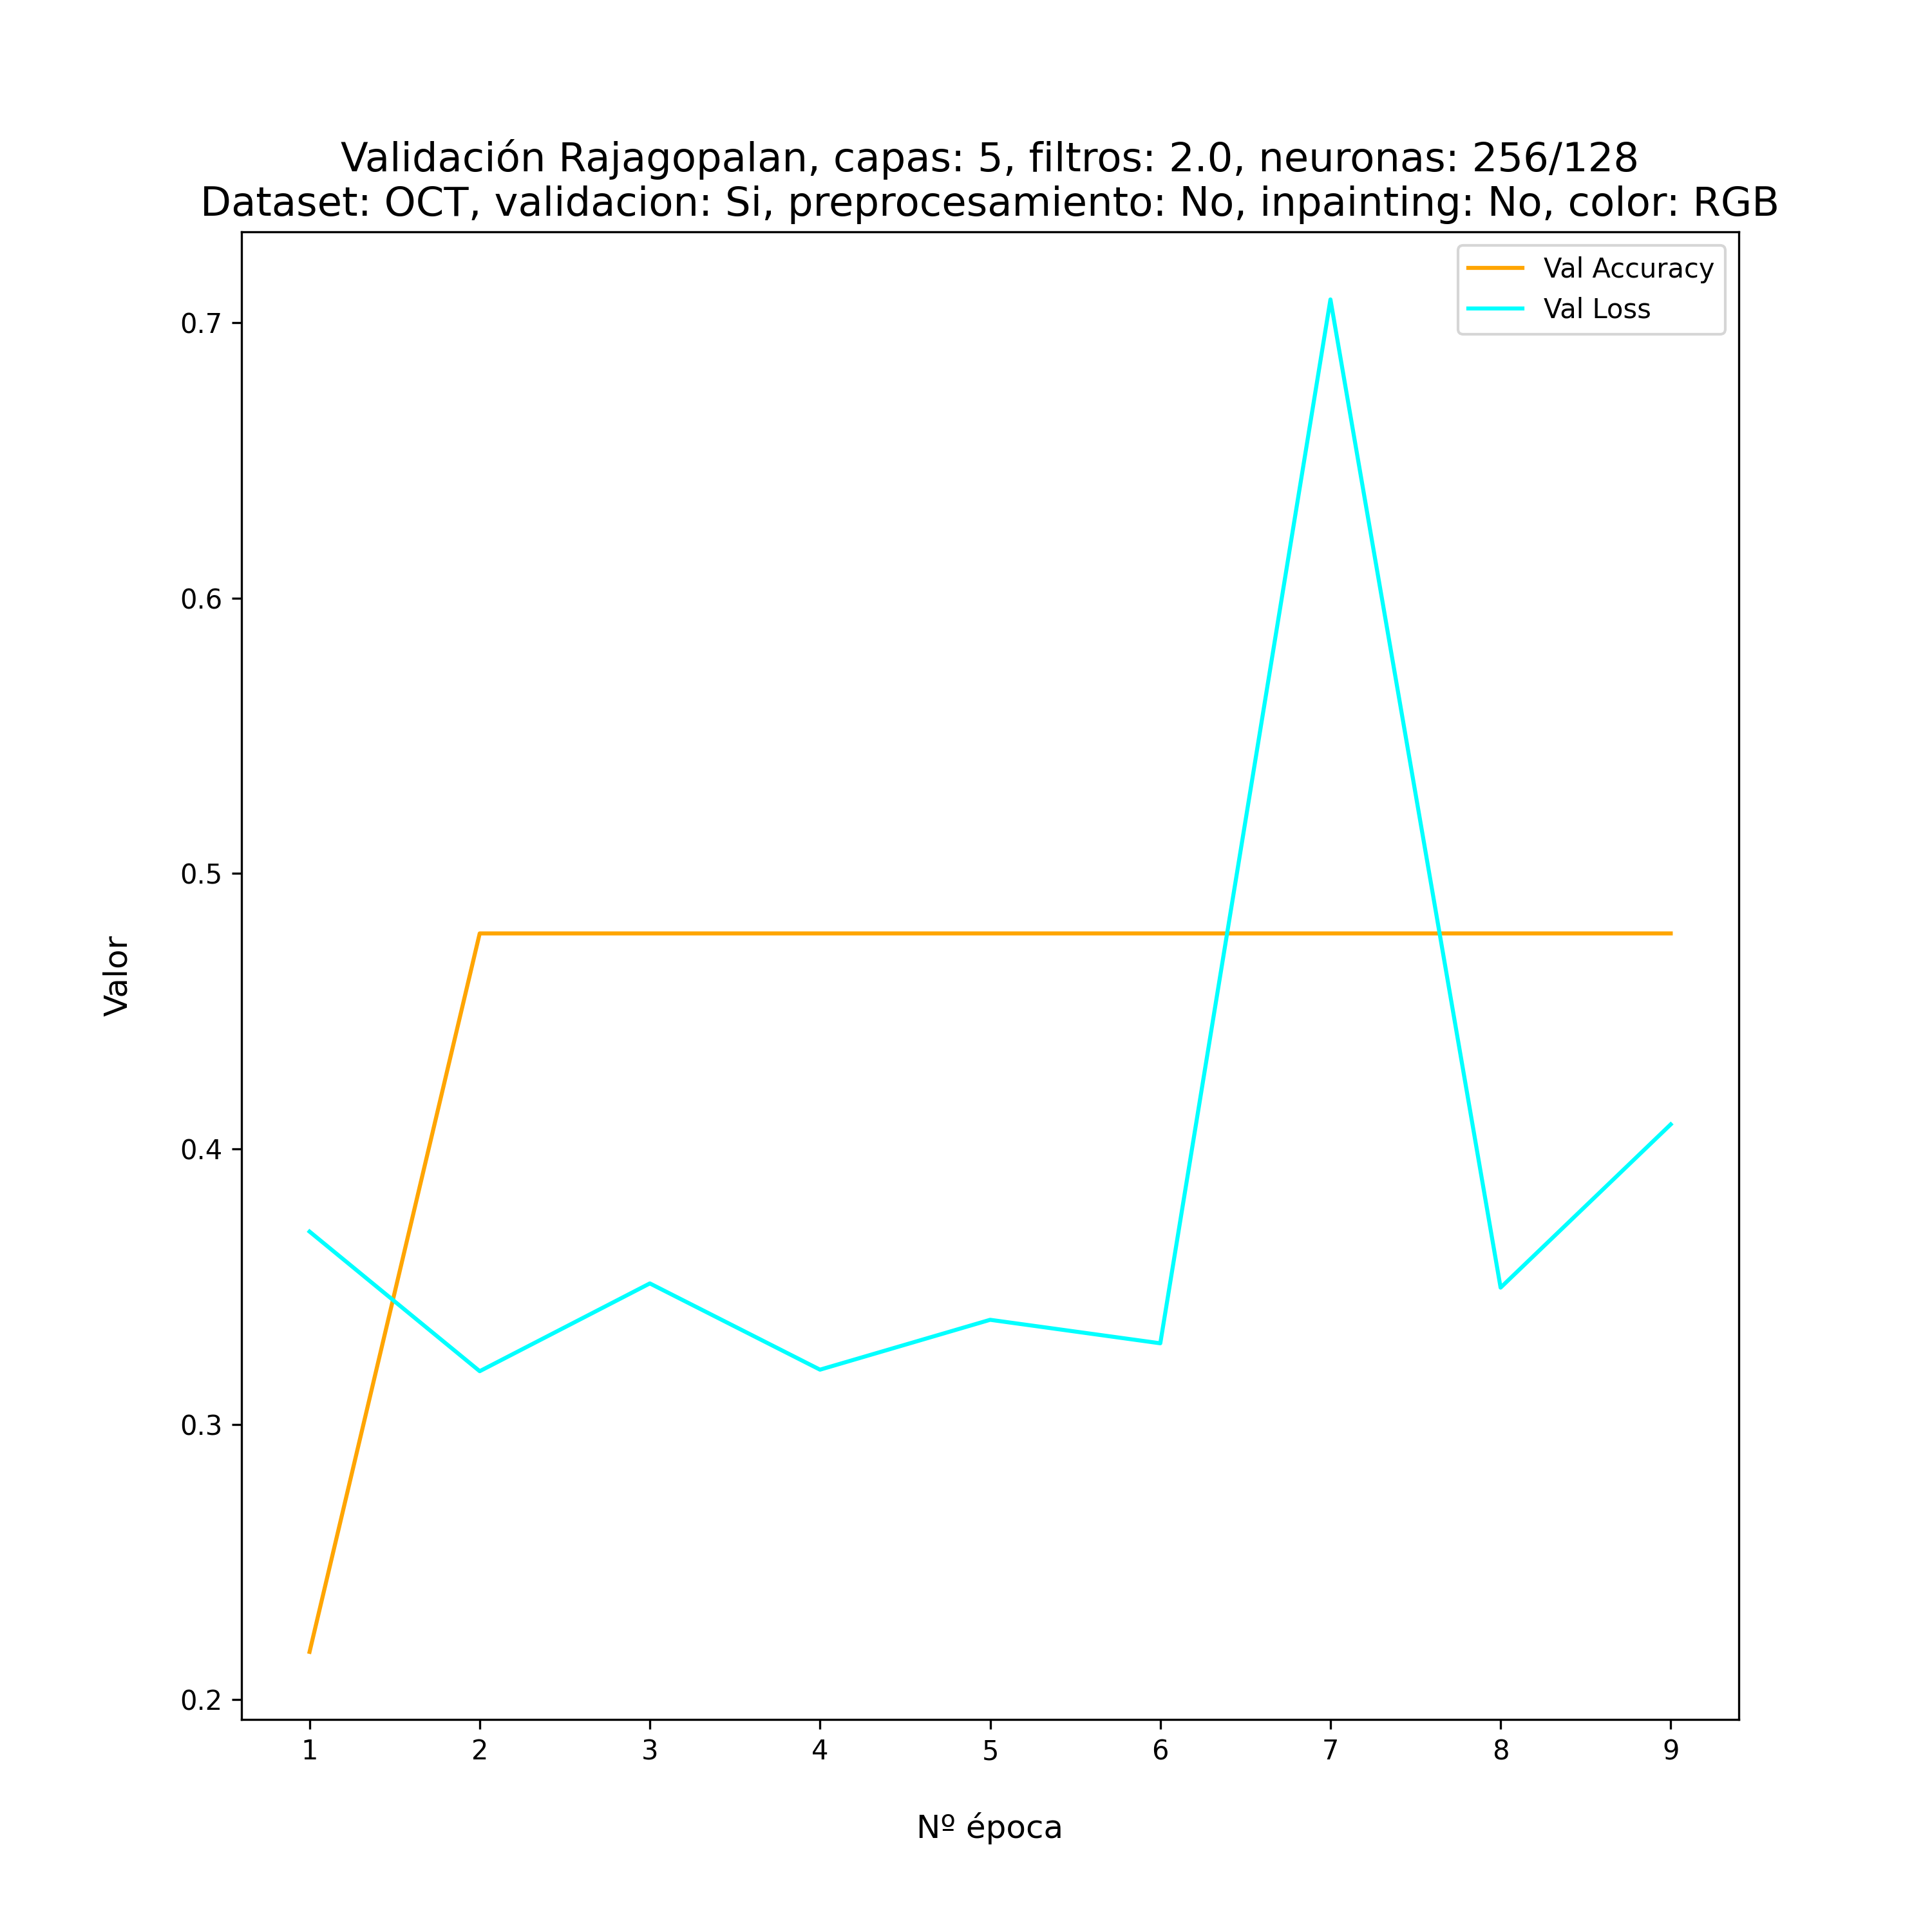 Validación Rajagopalan, capas: 5, filtros: 2.0, neuronas: 256/128
Dataset: OCT, validacion: Si, preprocesamiento: No, inpainting: No, color: RGB
Val Accuracy
Val Loss
0.7
0.6
0.5
0.4
0.3
0.2
Valor
1 2 3 4 5 6 7 8 9
Nº época